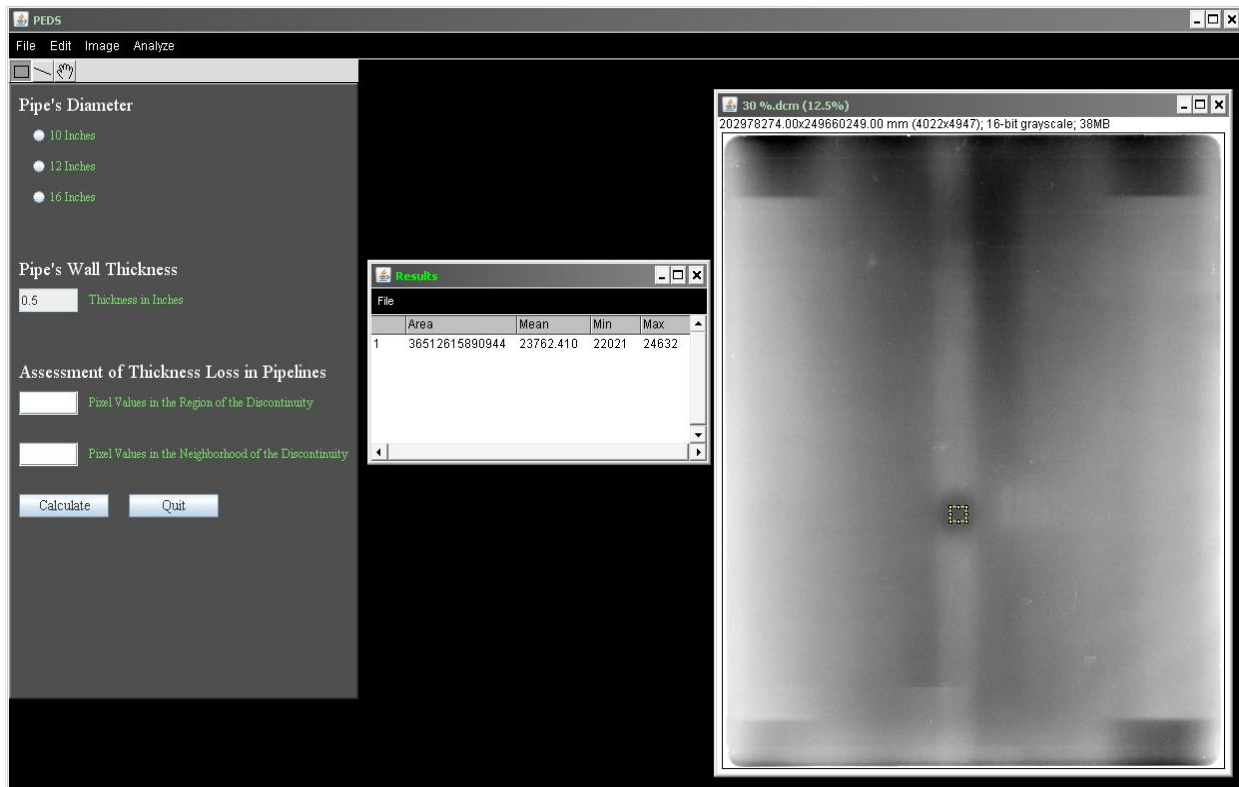 PEDS
File Edit Image Analyze
Pipe's Diameter
10 Inches
12 Inches
16 Inches
Pipe's Wall Thickness
0.5 Thickness in Inches
Assessment of Thickness Loss in Pipelines
Pixel Values in the Region of the Discontinuity
Pixel Values in the Neighborhood of the Discontinuity
Calculate Quit
Results
File
Area Mean Min Max
1 36512615890944 23762.410 22021 24632
30 %.dcm (12.5%)
202978274.00x249660249.00 mm (4022x4947); 16-bit grayscale; 38MB